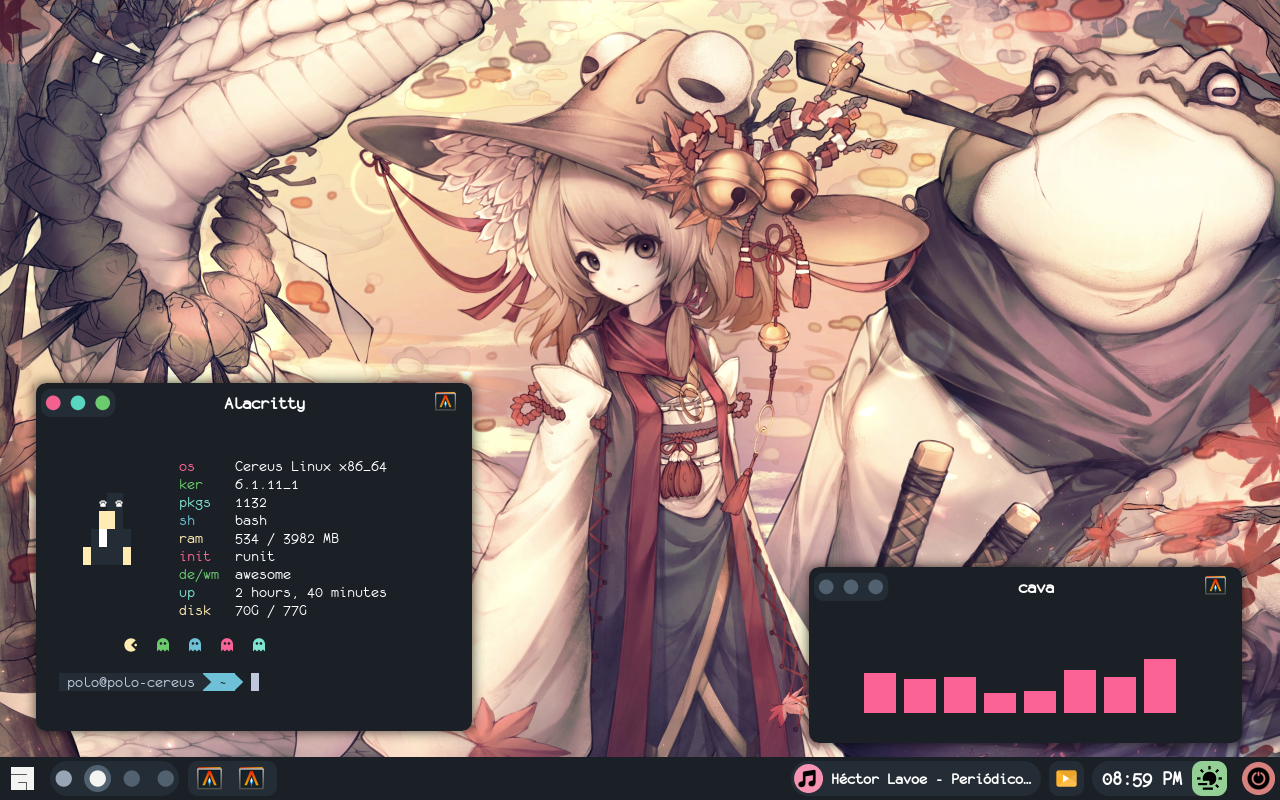 Alacritty
os Cereus Linux x86_64
ker 6.1.11_1
pkgs 1132
sh bash
ram 534 / 3982 MB
init runit
de/wm awesome
up 2 hours, 40 minutes
disk 70G / 77G
polo@polo-cereus ~
cava
Héctor Lavoe - Periódico…
08:59 PM